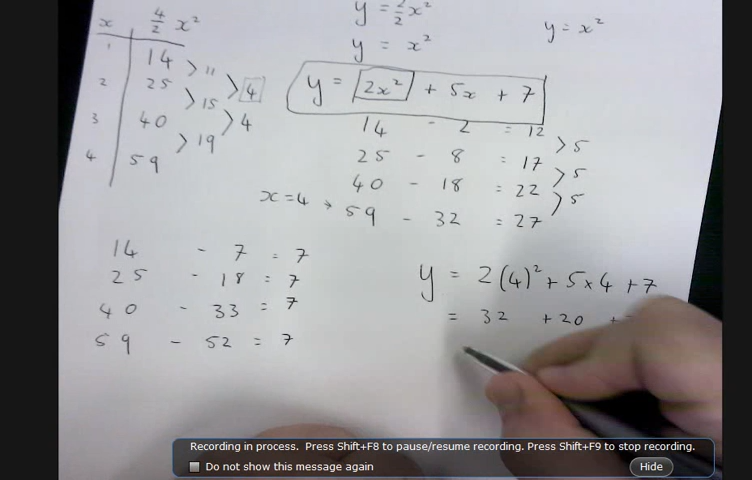 x 4/2 x²
1 14 > 11
2 25 > 15 > 4
3 40 > 19 > 4
4 59
y = 2/2 x²
y = x²
y = x²
y = 2x² + 5x + 7
14 - 2 = 12
25 - 8 = 17 > 5
40 - 18 = 22 > 5
x=4 → 59 - 32 = 27 > 5
14 - 7 = 7
25 - 18 = 7
40 - 33 = 7
59 - 52 = 7
y = 2(4)² + 5×4 +7
= 32 +20 +
Recording in process. Press Shift+F8 to pause/resume recording. Press Shift+F9 to stop recording.
Do not show this message again
Hide